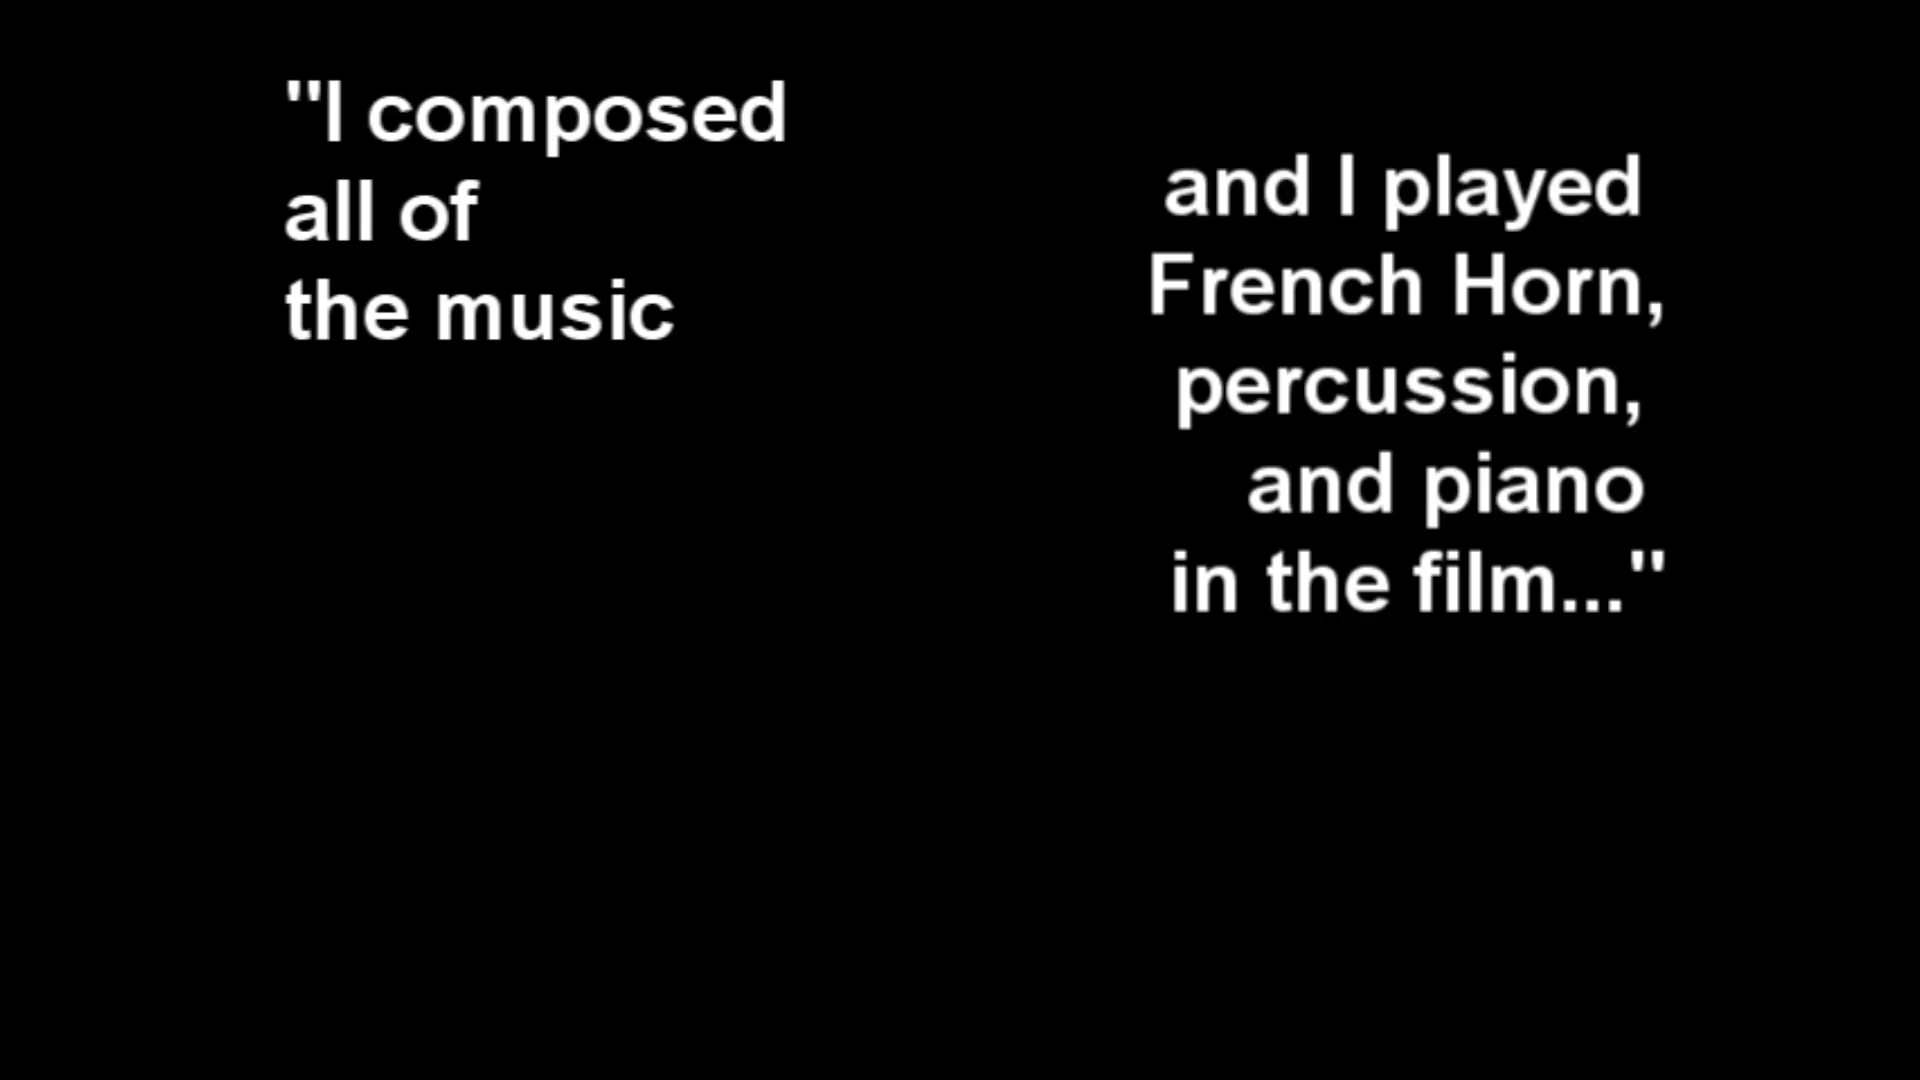 "I composed
all of
the music
and I played
French Horn,
percussion,
and piano
in the film..."